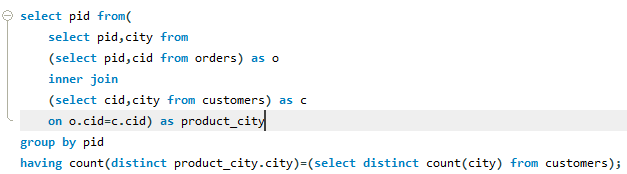 select pid from(
select pid,city from
(select pid,cid from orders) as o
inner join
(select cid,city from customers) as c
on o.cid=c.cid) as product_city
group by pid
having count(distinct product_city.city)=(select distinct count(city) from customers);